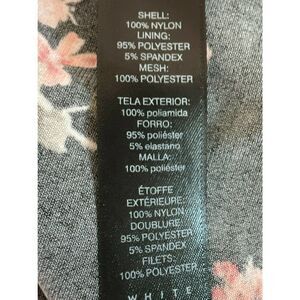 SHELL:
100% NYLON
LINING:
95% POLYESTER
5% SPANDEX
MESH:
100% POLYESTER
TELA EXTERIOR:
100% poliamida
FORRO:
95% poliéster
5% elastano
MALLA:
100% poliéster
ÉTOFFE
EXTÉRIEURE:
100% NYLON
DOUBLURE:
95% POLYESTER
5% SPANDEX
FILETS:
100% POLYESTER
WHITE